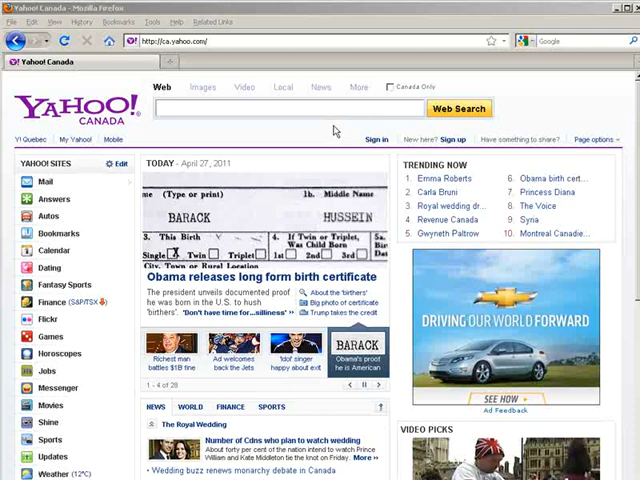 Yahoo! Canada - Mozilla Firefox
File Edit View History Bookmarks Tools Help Related Links
http://ca.yahoo.com/
Google
Yahoo! Canada
Web Images Video Local News More Canada Only
YAHOO!
CANADA
Web Search
Y! Quebec My Yahoo! Mobile
Sign in New here? Sign up Have something to share? Page options
YAHOO! SITES Edit
Mail
Answers
Autos
Bookmarks
Calendar
Dating
Fantasy Sports
Finance (S&P/TSX)
Flickr
Games
Horoscopes
Jobs
Messenger
Movies
Shine
Sports
Updates
Weather (12°C)
TODAY - April 27, 2011
(Type or print) 1b. Middle Name
BARACK HUSSEIN
3. This Birth 4. If Twin or Triplet,
Was Child Born
Single X Twin Triplet 1st 2nd 3rd
City, Town or Rural Location
Obama releases long form birth certificate
The president unveils documented proof
he was born in the U.S. to hush
'birthers'. 'Don't have time for...silliness' »
About the 'birthers'
Big photo of certificate
Trump takes the credit
Richest man
battles $1B fine
Ad welcomes
back the Jets
'Idol' singer
happy about exit
BARACK
Obama's proof
he is American
1 - 4 of 28
NEWS WORLD FINANCE SPORTS
The Royal Wedding
Number of Cdns who plan to watch wedding
About forty per cent of the nation intend to watch Prince
William and Kate Middleton tie the knot on Friday. More »
Wedding buzz renews monarchy debate in Canada
TRENDING NOW
1. Emma Roberts
2. Carla Bruni
3. Royal wedding dr...
4. Revenue Canada
5. Gwyneth Paltrow
6. Obama birth cert...
7. Princess Diana
8. The Voice
9. Syria
10. Montreal Canadie...
DRIVING OUR WORLD FORWARD
SEE HOW
Ad Feedback
VIDEO PICKS